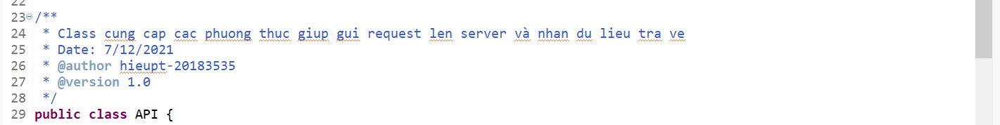 22
23 /**
24 * Class cung cap cac phuong thuc giup gui request len server và nhan du lieu tra ve
25 * Date: 7/12/2021
26 * @author hieupt-20183535
27 * @version 1.0
28 */
29 public class API {